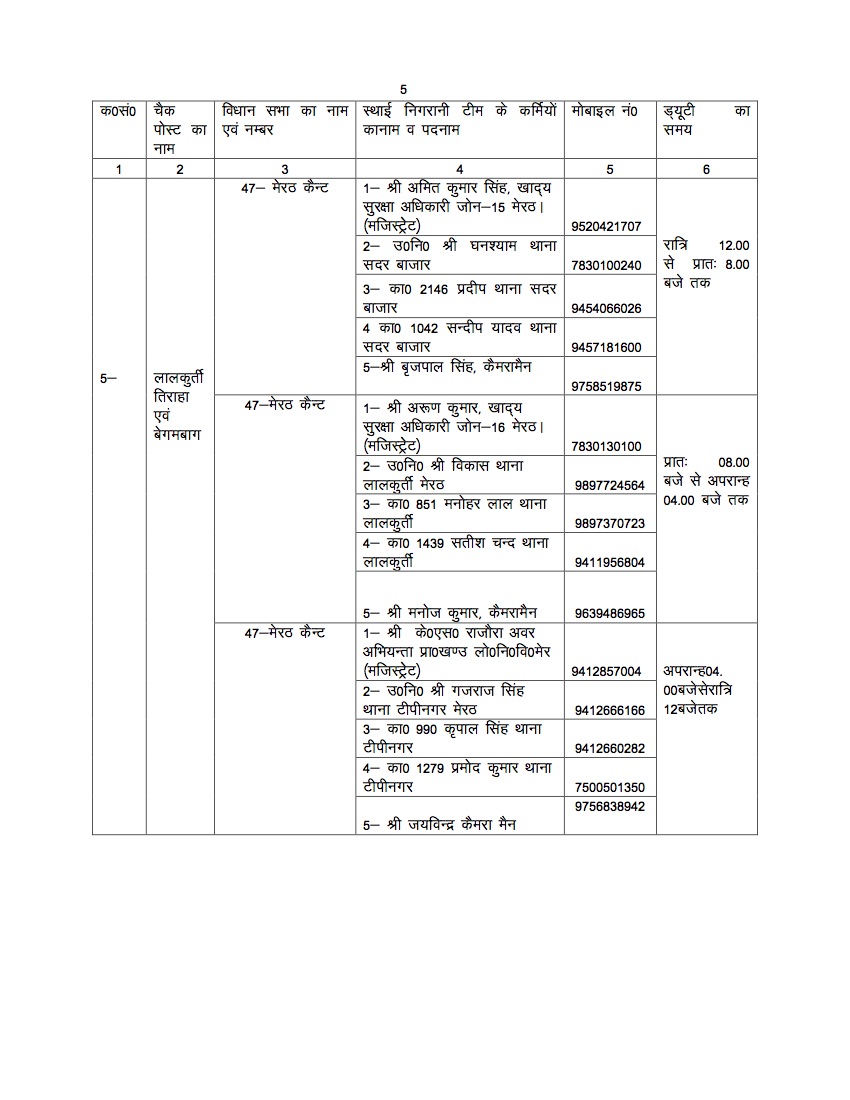 5
क0सं0 चैक पोस्ट का नाम विधान सभा का नाम एवं नम्बर स्थाई निगरानी टीम के कर्मियों कानाम व पदनाम मोबाइल नं0 ड्यूटी का समय
1 2 3 4 5 6
5– लालकुर्ती तिराहा एवं बेगमबाग
47– मेरठ कैन्ट
1– श्री अमित कुमार सिंह, खाद्य
सुरक्षा अधिकारी जोन–15 मेरठ।
(मजिस्ट्रेट) 9520421707
2– उ0नि0 श्री घनश्याम थाना
सदर बाजार 7830100240
3– का0 2146 प्रदीप थाना सदर
बाजार 9454066026
4 का0 1042 सन्दीप यादव थाना
सदर बाजार 9457181600
5–श्री बृजपाल सिंह, कैमरामैन
9758519875
रात्रि 12.00
से प्रातः 8.00
बजे तक
47–मेरठ कैन्ट
1– श्री अरूण कुमार, खाद्य
सुरक्षा अधिकारी जोन–16 मेरठ।
(मजिस्ट्रेट) 7830130100
2– उ0नि0 श्री विकास थाना
लालकुर्ती मेरठ 9897724564
3– का0 851 मनोहर लाल थाना
लालकुर्ती 9897370723
4– का0 1439 सतीश चन्द थाना
लालकुर्ती 9411956804
5– श्री मनोज कुमार, कैमरामैन 9639486965
प्रातः 08.00
बजे से अपरान्ह
04.00 बजे तक
47–मेरठ कैन्ट
1– श्री के0एस0 राजौरा अवर
अभियन्ता प्रा0खण्उ लो0नि0वि0मेर
(मजिस्ट्रेट) 9412857004
2– उ0नि0 श्री गजराज सिंह
थाना टीपीनगर मेरठ 9412666166
3– का0 990 कृपाल सिंह थाना
टीपीनगर 9412660282
4– का0 1279 प्रमोद कुमार थाना
टीपीनगर 7500501350
9756838942
5– श्री जयविन्द्र कैमरा मैन
अपरान्ह04.
00बजेसेरात्रि
12बजेतक